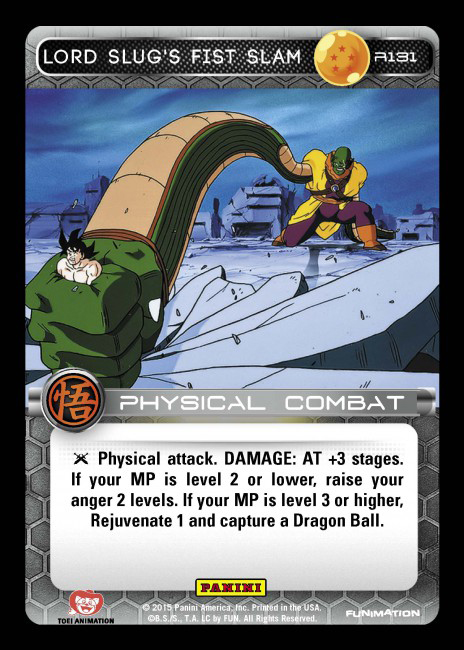 LORD SLUG'S FIST SLAM R131
悟
PHYSICAL COMBAT
Physical attack. DAMAGE: AT +3 stages.
If your MP is level 2 or lower, raise your
anger 2 levels. If your MP is level 3 or higher,
Rejuvenate 1 and capture a Dragon Ball.
PANINI
TOEI ANIMATION
© 2015 Panini America, Inc. Printed in the USA.
©B.S./S., T.A. LC by FUN. All Rights Reserved.
FUNIMATION